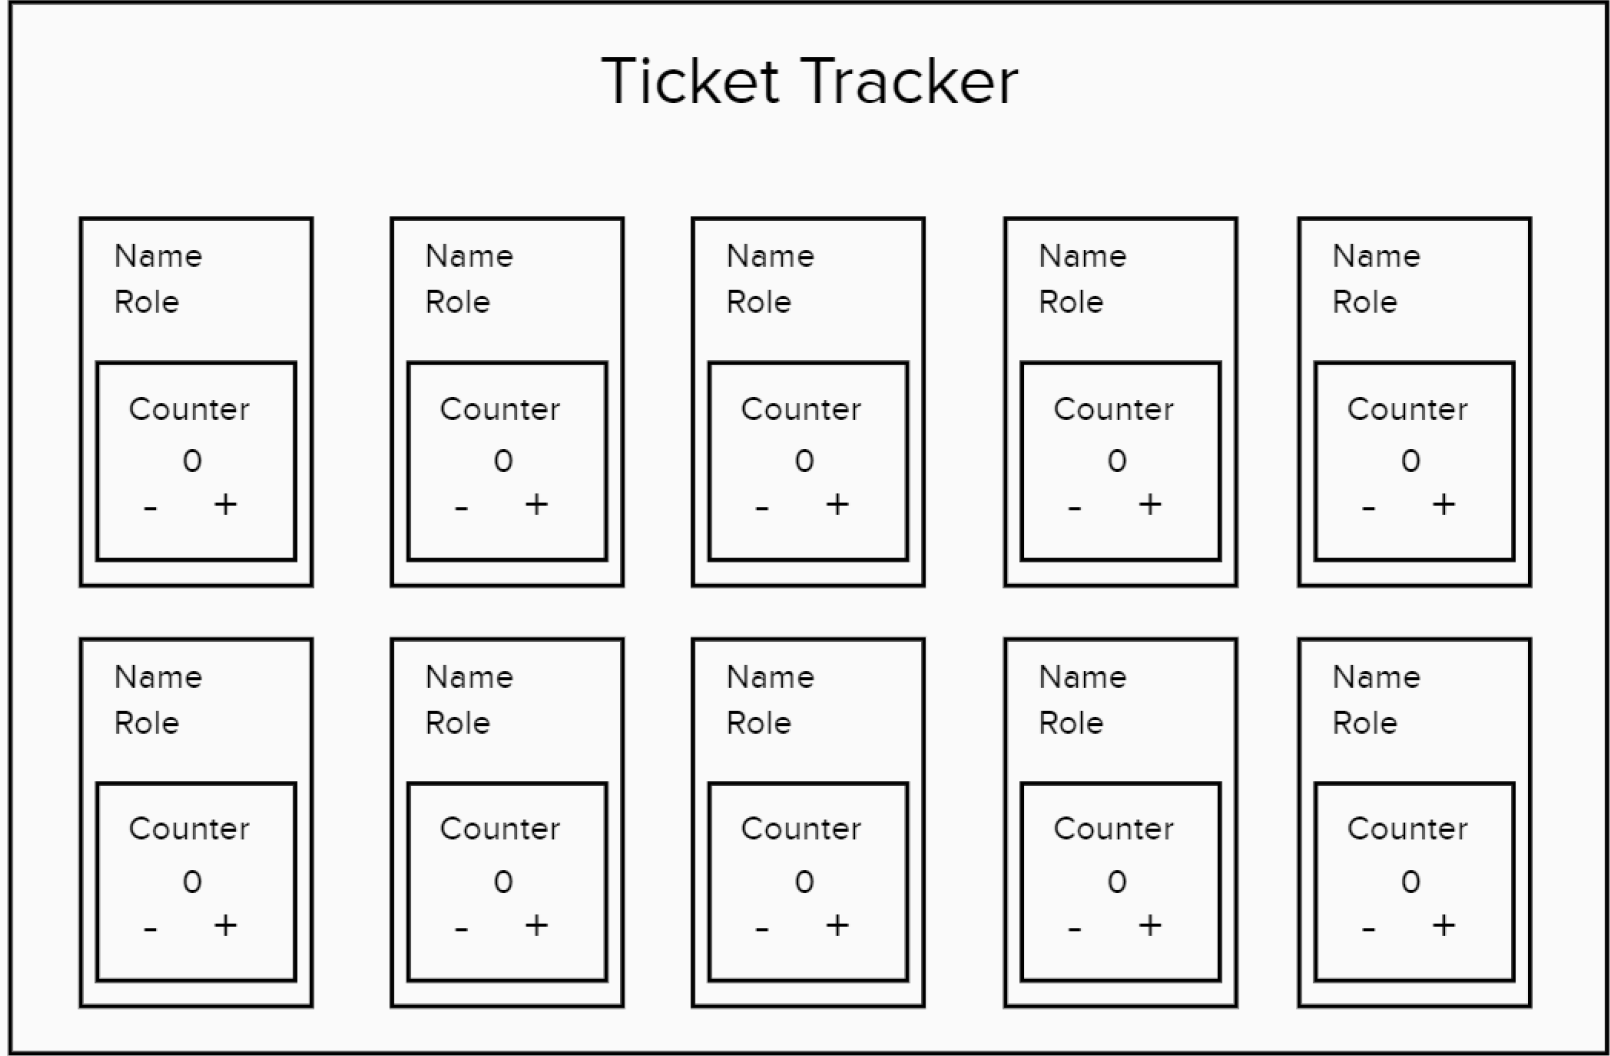 Ticket Tracker
Name
Role
Counter
0
- +
Name
Role
Counter
0
- +
Name
Role
Counter
0
- +
Name
Role
Counter
0
- +
Name
Role
Counter
0
- +
Name
Role
Counter
0
- +
Name
Role
Counter
0
- +
Name
Role
Counter
0
- +
Name
Role
Counter
0
- +
Name
Role
Counter
0
- +